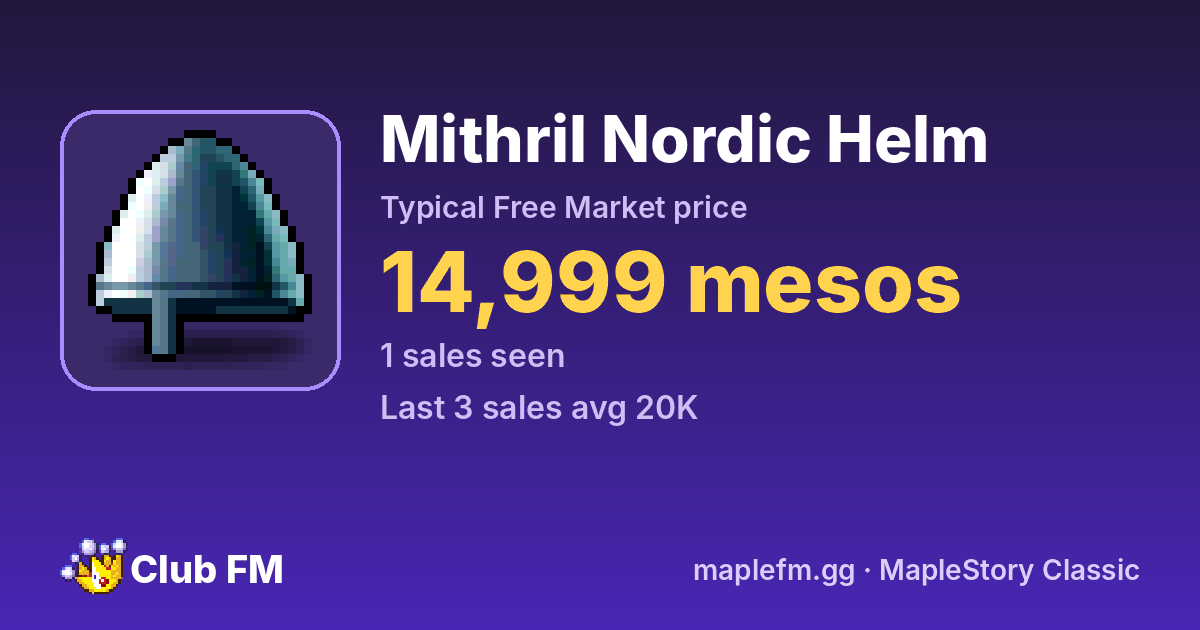 Mithril Nordic Helm
Typical Free Market price
14,999 mesos
1 sales seen
Last 3 sales avg 20K
Club FM
maplefm.gg · MapleStory Classic